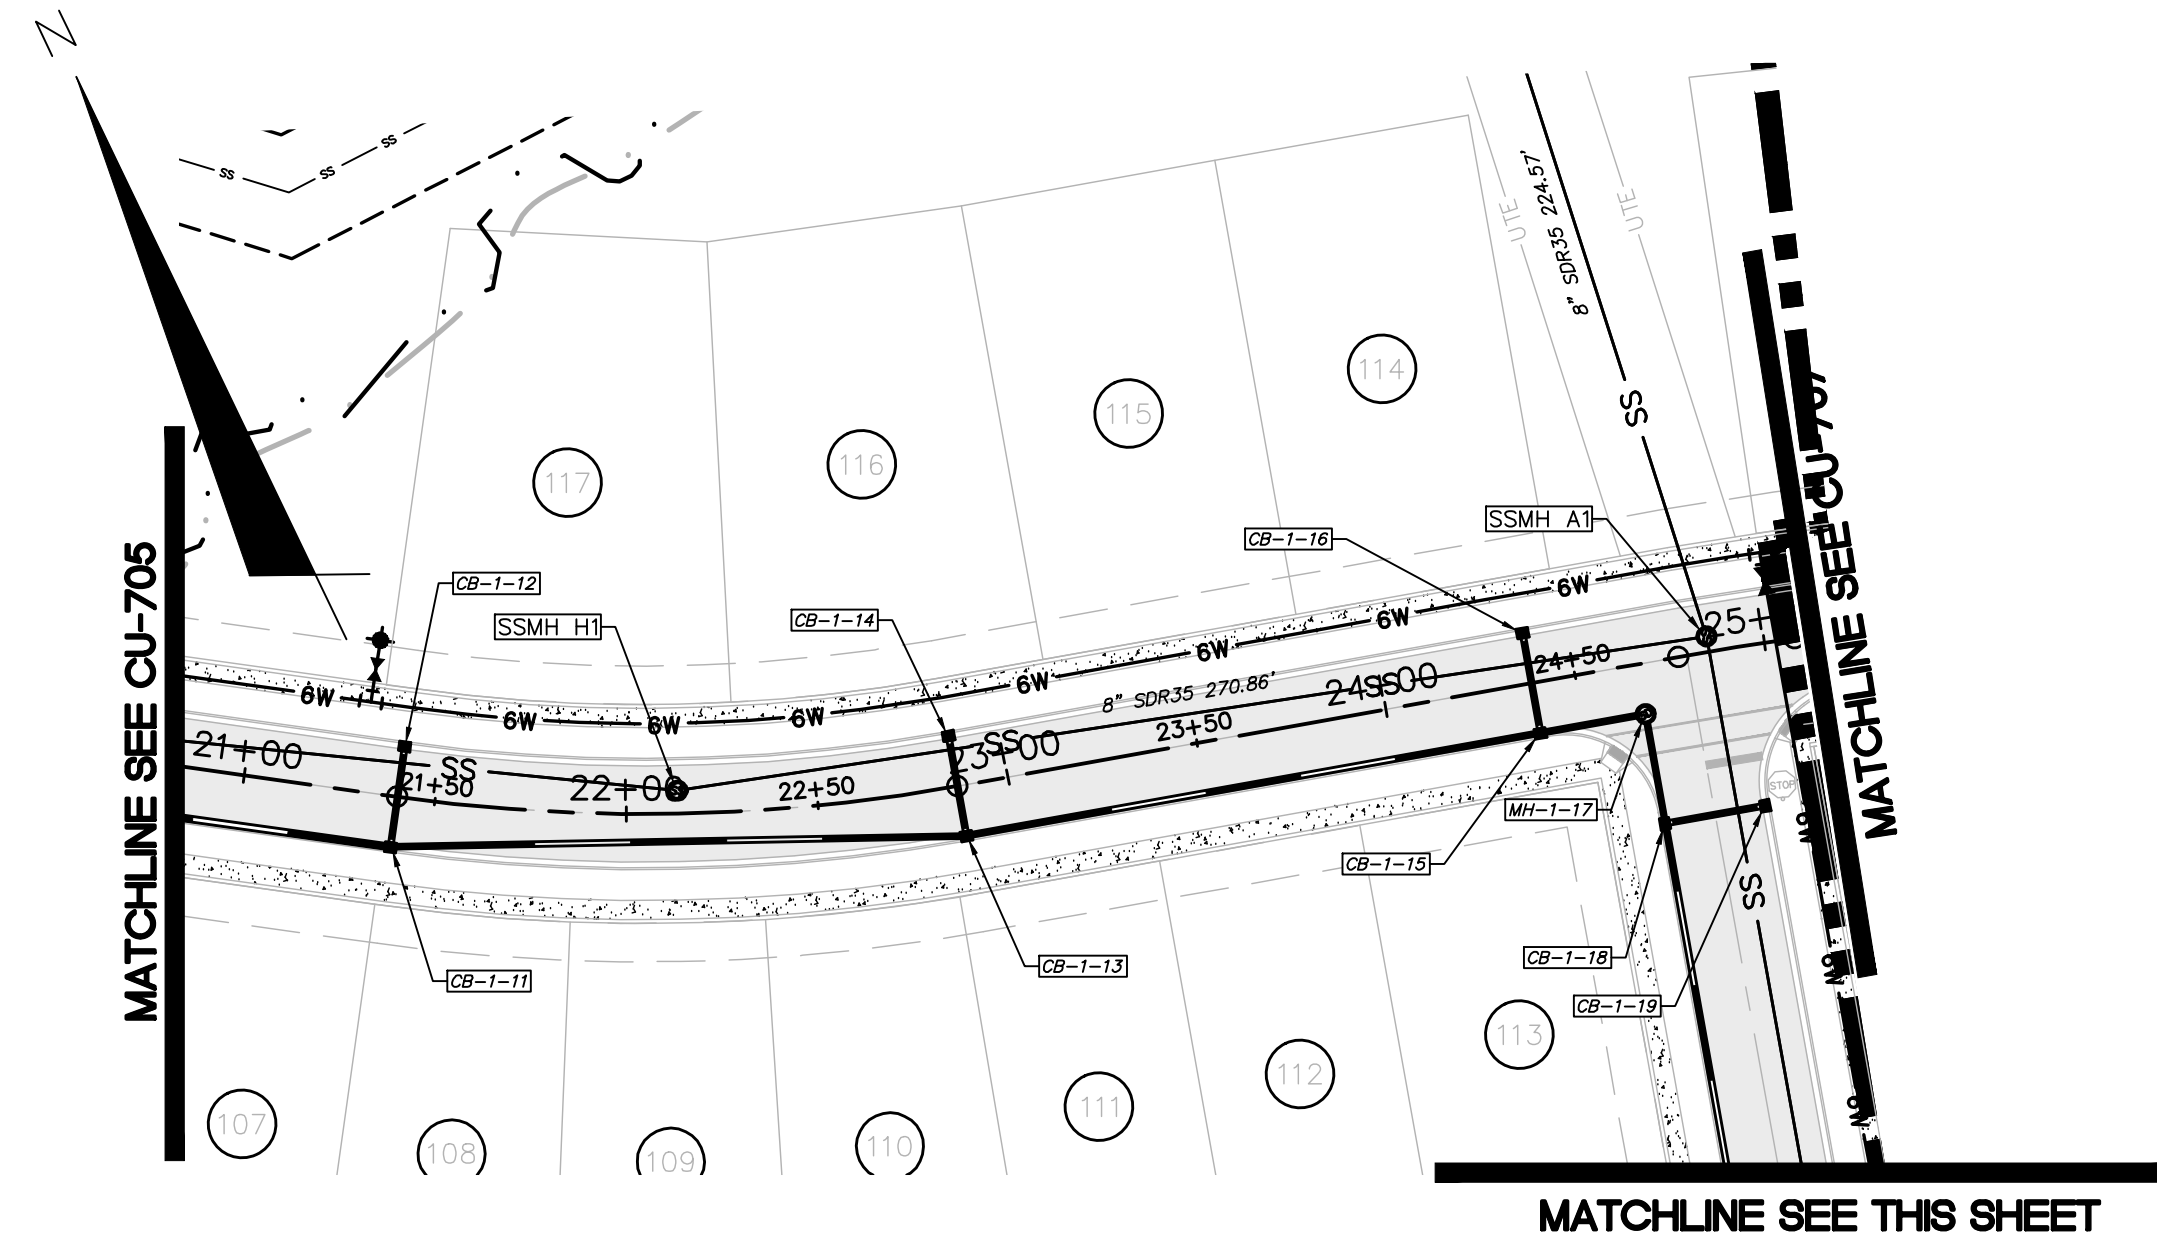 N
SS
SS
SS
8" SDR35 224.57'
UTE
UTE
114
115
116
117
SS
MATCHLINE SEE CU-707
MATCHLINE SEE CU-705
SSMH A1
CB-1-16
CB-1-12
SSMH H1
CB-1-14
6W
6W
6W
6W
6W
6W
6W
6W
8" SDR35 270.86'
21+00
SS
21+50
22+00
22+50
SS
23+00
23+50
SS
24+00
24+50
25+
STOP
MH-1-17
CB-1-15
SS
CB-1-18
CB-1-19
CB-1-13
CB-1-11
6W
6W
6W
107
108
109
110
111
112
113
MATCHLINE SEE THIS SHEET